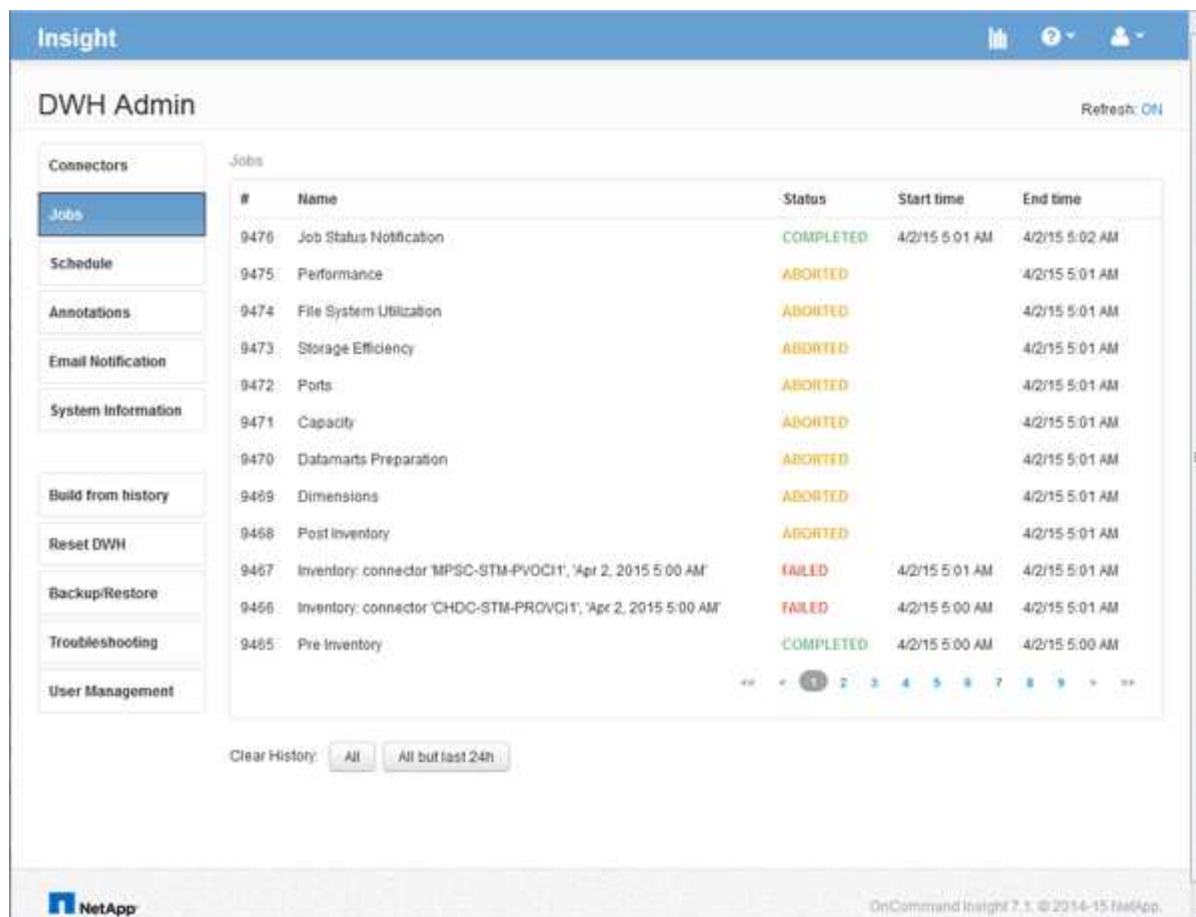 Insight
DWH Admin
Refresh: ON
Connectors
Jobs
Schedule
Annotations
Email Notification
System Information
Build from history
Reset DWH
Backup/Restore
Troubleshooting
User Management
Jobs
# Name Status Start time End time
9476 Job Status Notification COMPLETED 4/2/15 5:01 AM 4/2/15 5:02 AM
9475 Performance ABORTED 4/2/15 5:01 AM
9474 File System Utilization ABORTED 4/2/15 5:01 AM
9473 Storage Efficiency ABORTED 4/2/15 5:01 AM
9472 Ports ABORTED 4/2/15 5:01 AM
9471 Capacity ABORTED 4/2/15 5:01 AM
9470 Datamarts Preparation ABORTED 4/2/15 5:01 AM
9469 Dimensions ABORTED 4/2/15 5:01 AM
9468 Post Inventory ABORTED 4/2/15 5:01 AM
9467 Inventory: connector 'MPSC-STM-PVOCI1', 'Apr 2, 2015 5:00 AM' FAILED 4/2/15 5:01 AM 4/2/15 5:01 AM
9466 Inventory: connector 'CHDC-STM-PROVCI1', 'Apr 2, 2015 5:00 AM' FAILED 4/2/15 5:00 AM 4/2/15 5:01 AM
9465 Pre Inventory COMPLETED 4/2/15 5:00 AM 4/2/15 5:00 AM
<< < 1 2 3 4 5 6 7 8 9 > >>
Clear History: All All but last 24h
NetApp
OnCommand Insight 7.1, © 2014-15 NetApp.